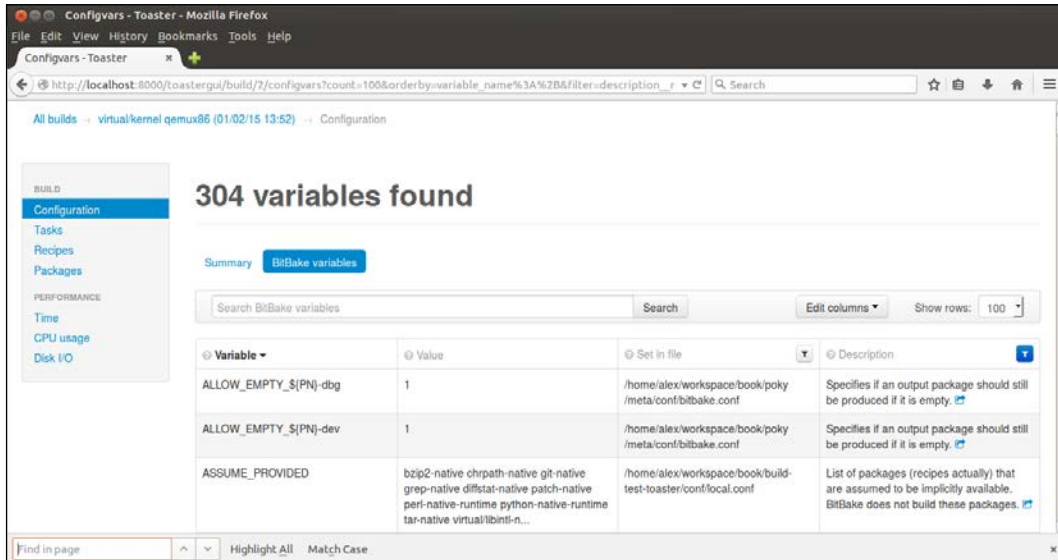 Configvars - Toaster - Mozilla Firefox
File Edit View History Bookmarks Tools Help
Configvars - Toaster
http://localhost:8000/toastergui/build/2/configvars?count=100&orderby=variable_name%3A%2B&filter=description__r
Search
All builds → virtual/kernel qemux86 (01/02/15 13:52) → Configuration
BUILD
Configuration
Tasks
Recipes
Packages
PERFORMANCE
Time
CPU usage
Disk I/O
304 variables found
Summary BitBake variables
Search BitBake variables Search Edit columns Show rows: 100
Variable Value Set in file Description
ALLOW_EMPTY_${PN}-dbg
1
/home/alex/workspace/book/poky
/meta/conf/bitbake.conf
Specifies if an output package should still
be produced if it is empty.
ALLOW_EMPTY_${PN}-dev
1
/home/alex/workspace/book/poky
/meta/conf/bitbake.conf
Specifies if an output package should still
be produced if it is empty.
ASSUME_PROVIDED
bzip2-native chrpath-native git-native
grep-native diffstat-native patch-native
perl-native-runtime python-native-runtime
tar-native virtual/libintl-n...
/home/alex/workspace/book/build-
test-toaster/conf/local.conf
List of packages (recipes actually) that
are assumed to be implicitly available.
BitBake does not build these packages.
Find in page Highlight All Match Case